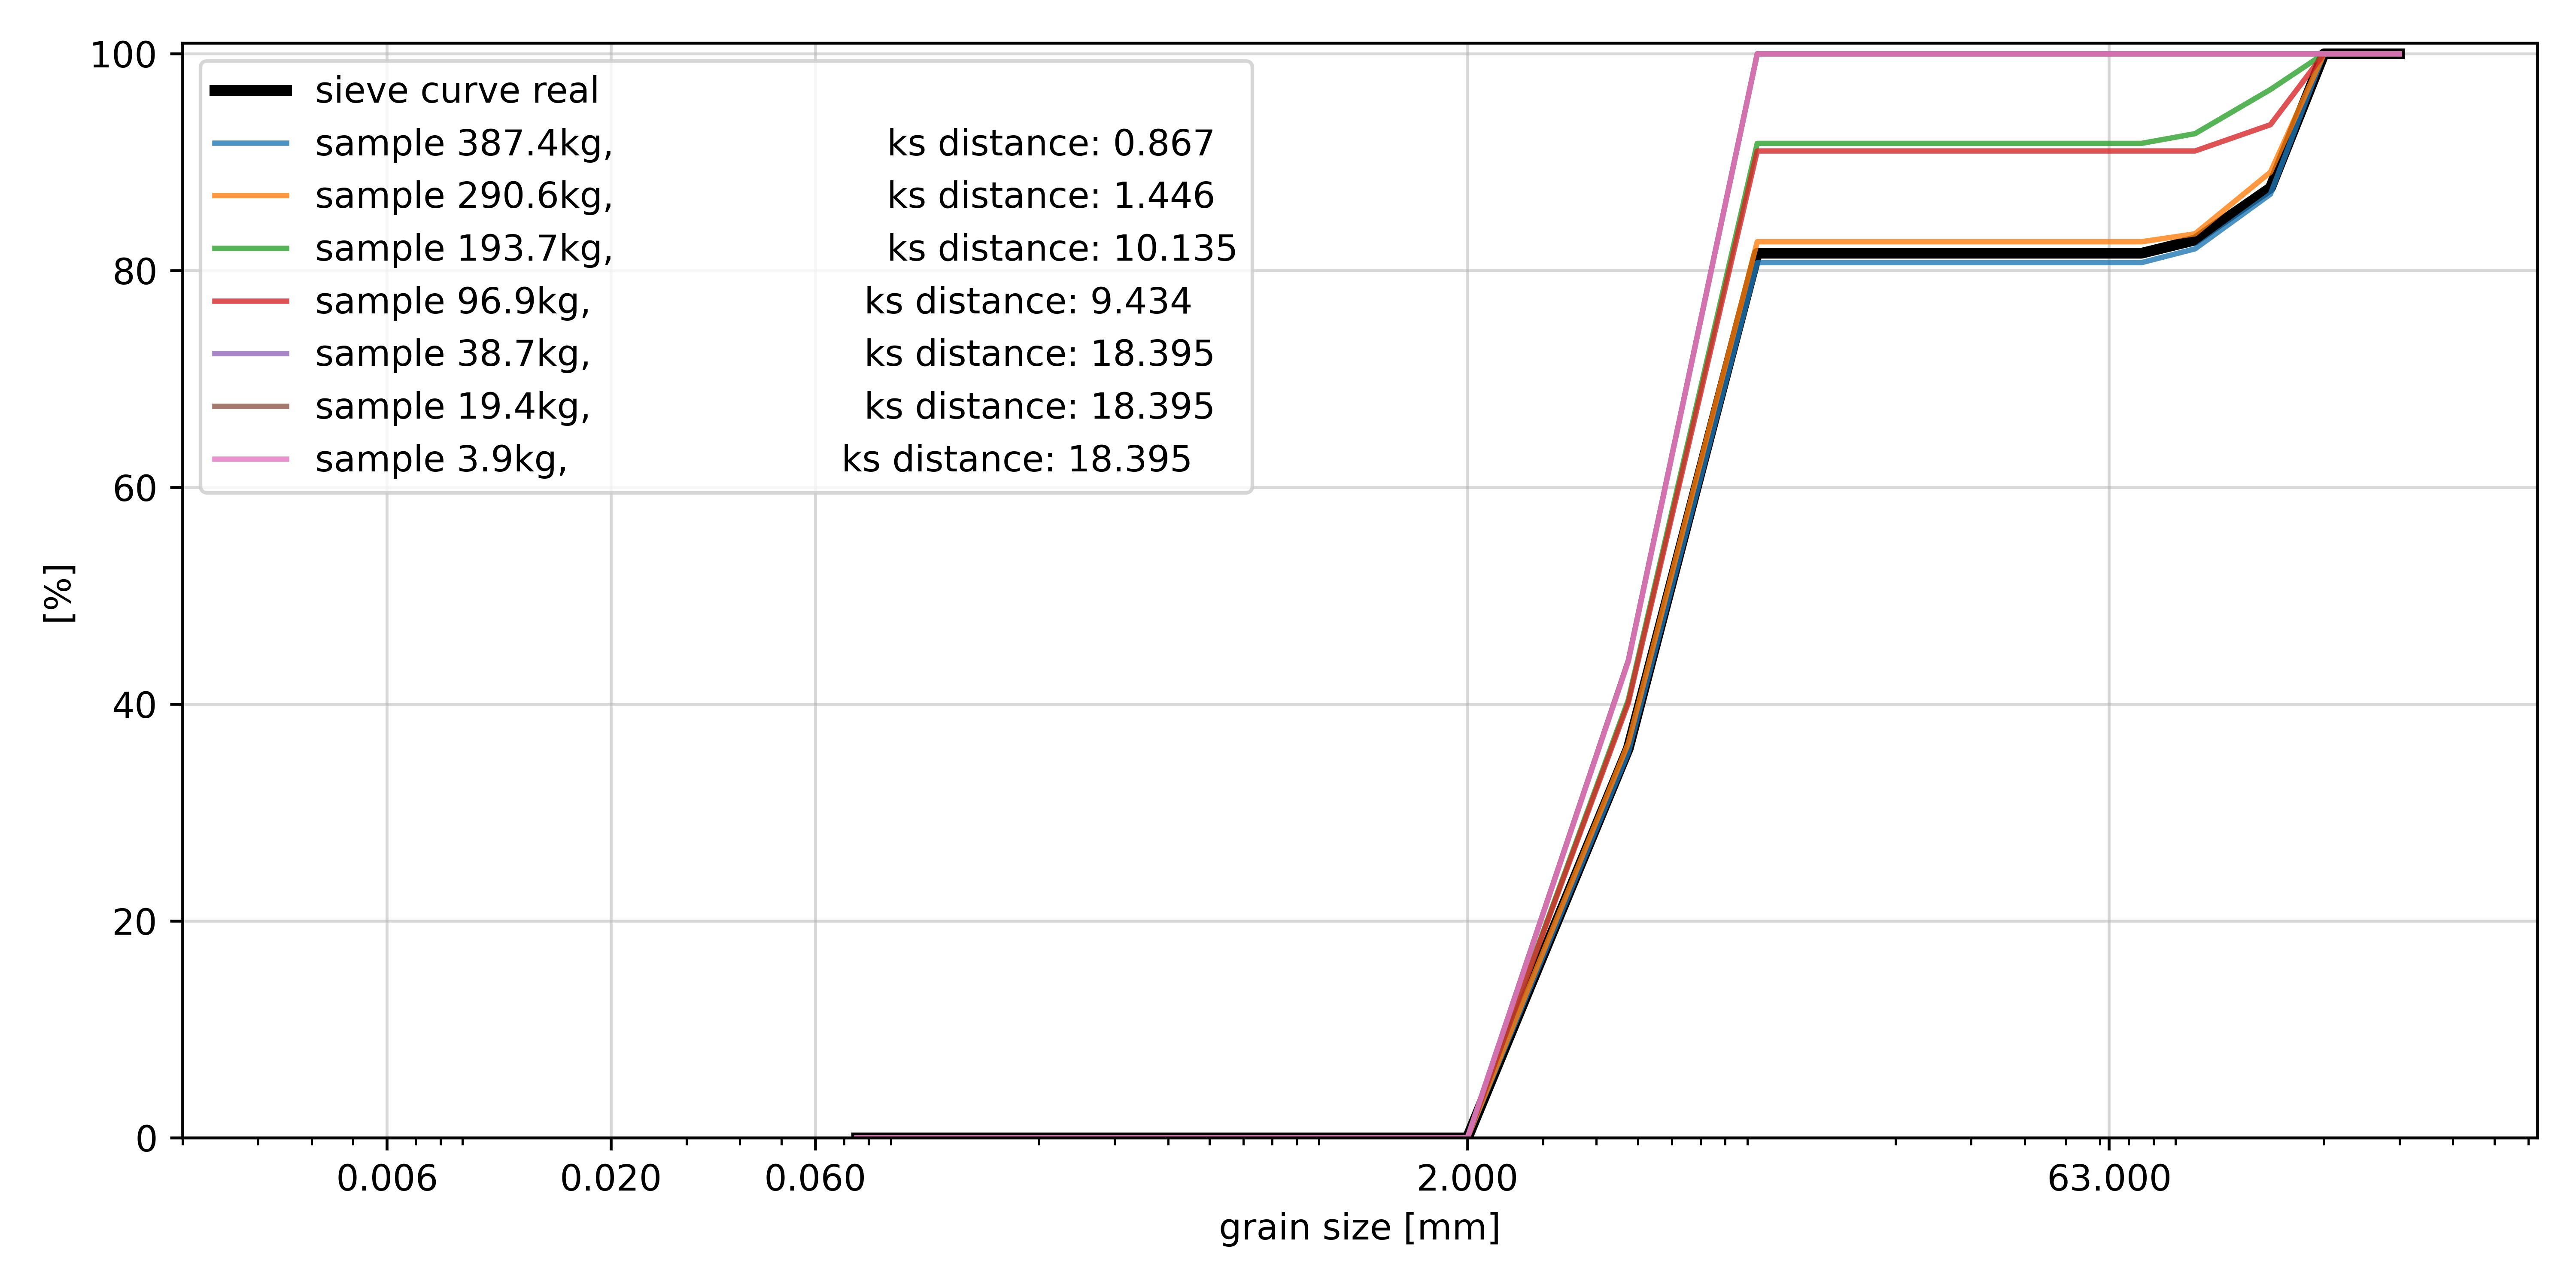 100
80
60
40
20
0
[%]
sieve curve real
sample 387.4kg, ks distance: 0.867
sample 290.6kg, ks distance: 1.446
sample 193.7kg, ks distance: 10.135
sample 96.9kg, ks distance: 9.434
sample 38.7kg, ks distance: 18.395
sample 19.4kg, ks distance: 18.395
sample 3.9kg, ks distance: 18.395
0.006 0.020 0.060 2.000 63.000
grain size [mm]